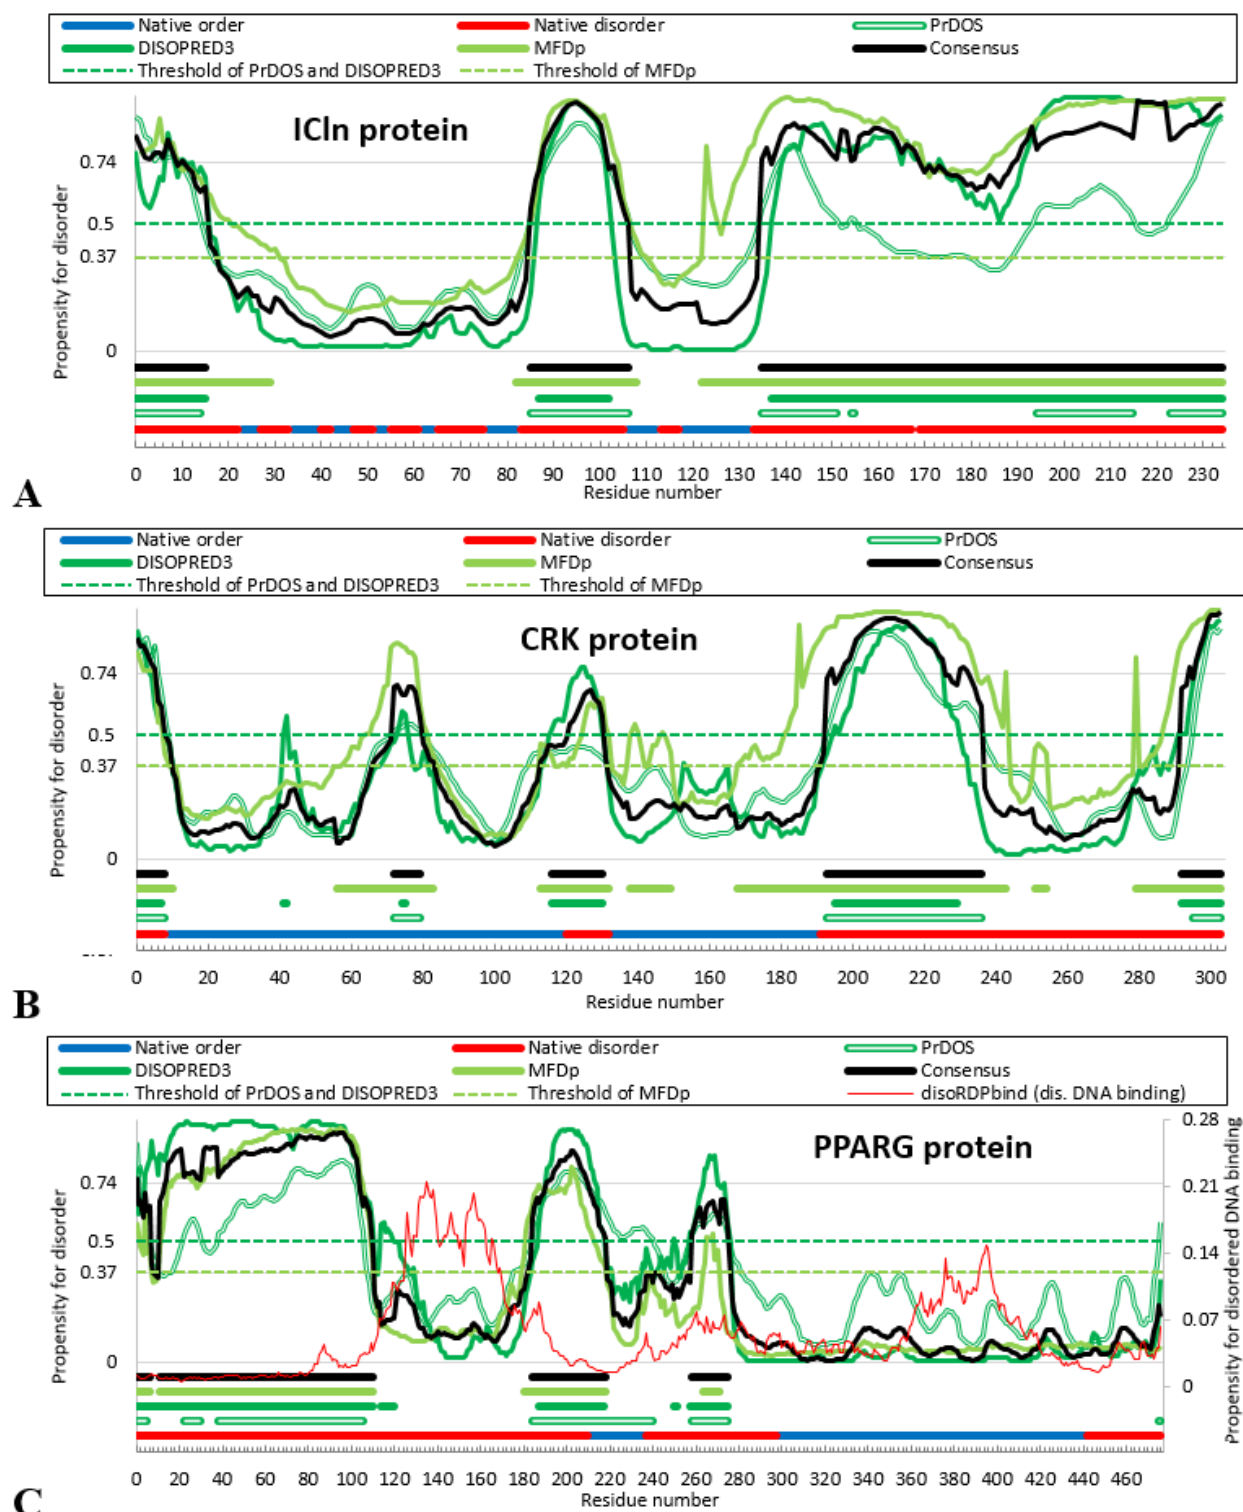 Native order Native disorder PrDOS
DISOPRED3 MFDp Consensus
Threshold of PrDOS and DISOPRED3 Threshold of MFDp
ICln protein
Propensity for disorder
0.74
0.5
0.37
0
0 10 20 30 40 50 60 70 80 90 100 110 120 130 140 150 160 170 180 190 200 210 220 230
Residue number
A
Native order Native disorder PrDOS
DISOPRED3 MFDp Consensus
Threshold of PrDOS and DISOPRED3 Threshold of MFDp
CRK protein
Propensity for disorder
0.74
0.5
0.37
0
0 20 40 60 80 100 120 140 160 180 200 220 240 260 280 300
Residue number
B
Native order Native disorder PrDOS
DISOPRED3 MFDp Consensus
Threshold of PrDOS and DISOPRED3 Threshold of MFDp disoRDPbind (dis. DNA binding)
PPARG protein
Propensity for disorder
0.74
0.5
0.37
0
0.28
0.21
0.14
0.07
0
Propensity for disordered DNA binding
0 20 40 60 80 100 120 140 160 180 200 220 240 260 280 300 320 340 360 380 400 420 440 460
Residue number
C